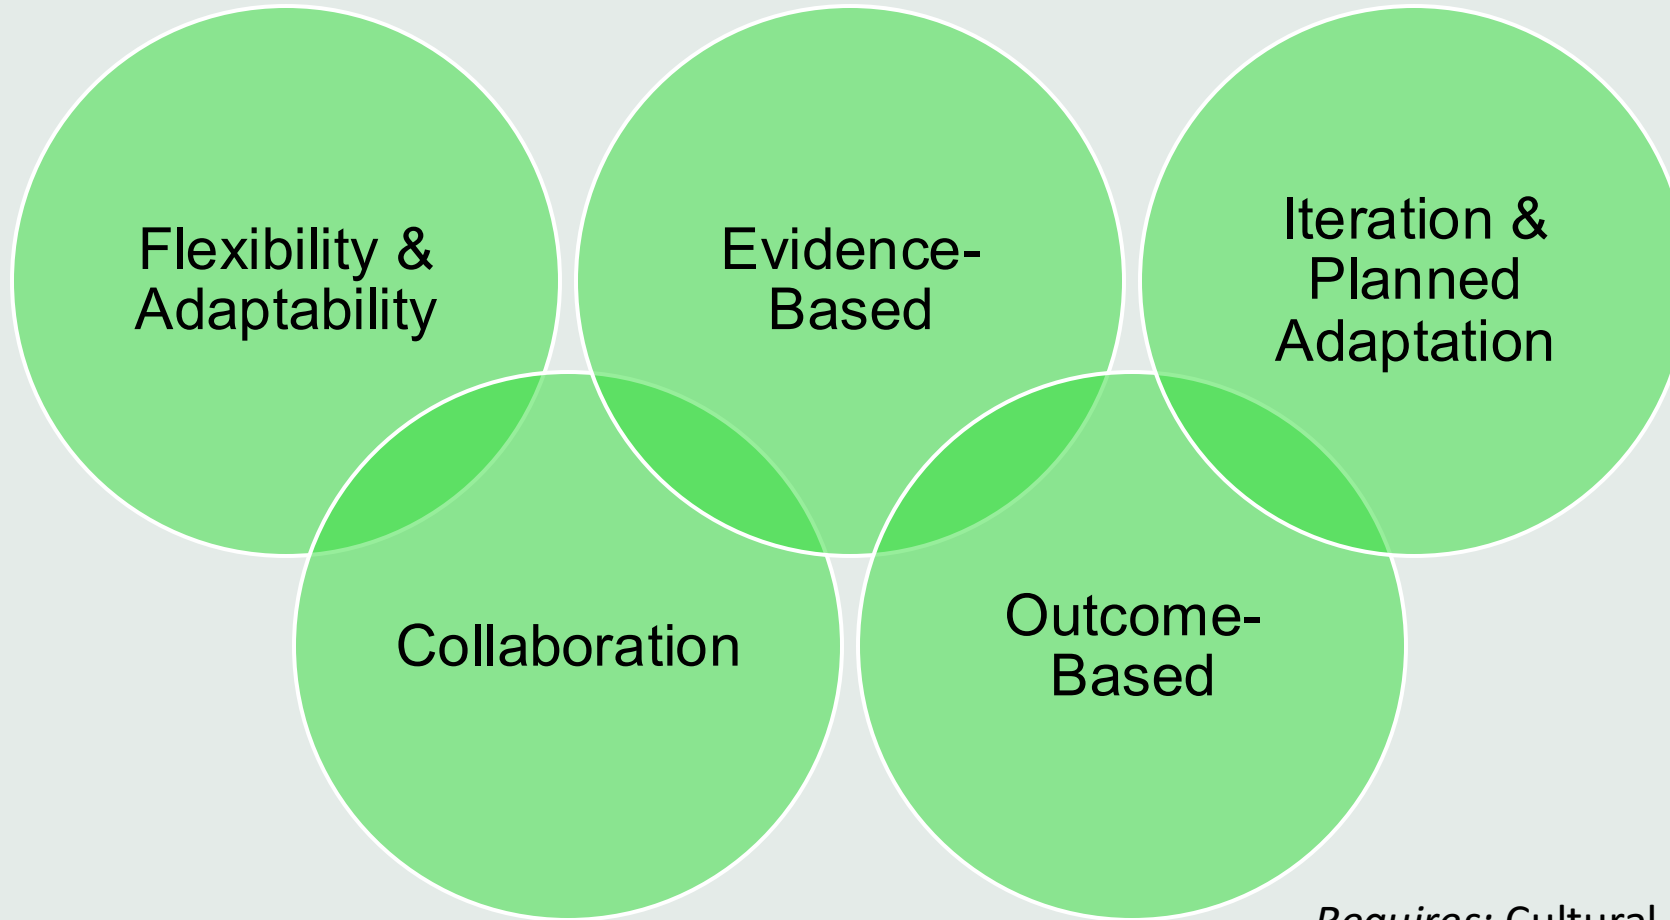 Flexibility &
Adaptability
Evidence-
Based
Iteration &
Planned
Adaptation
Collaboration
Outcome-
Based
Requires: Cultural